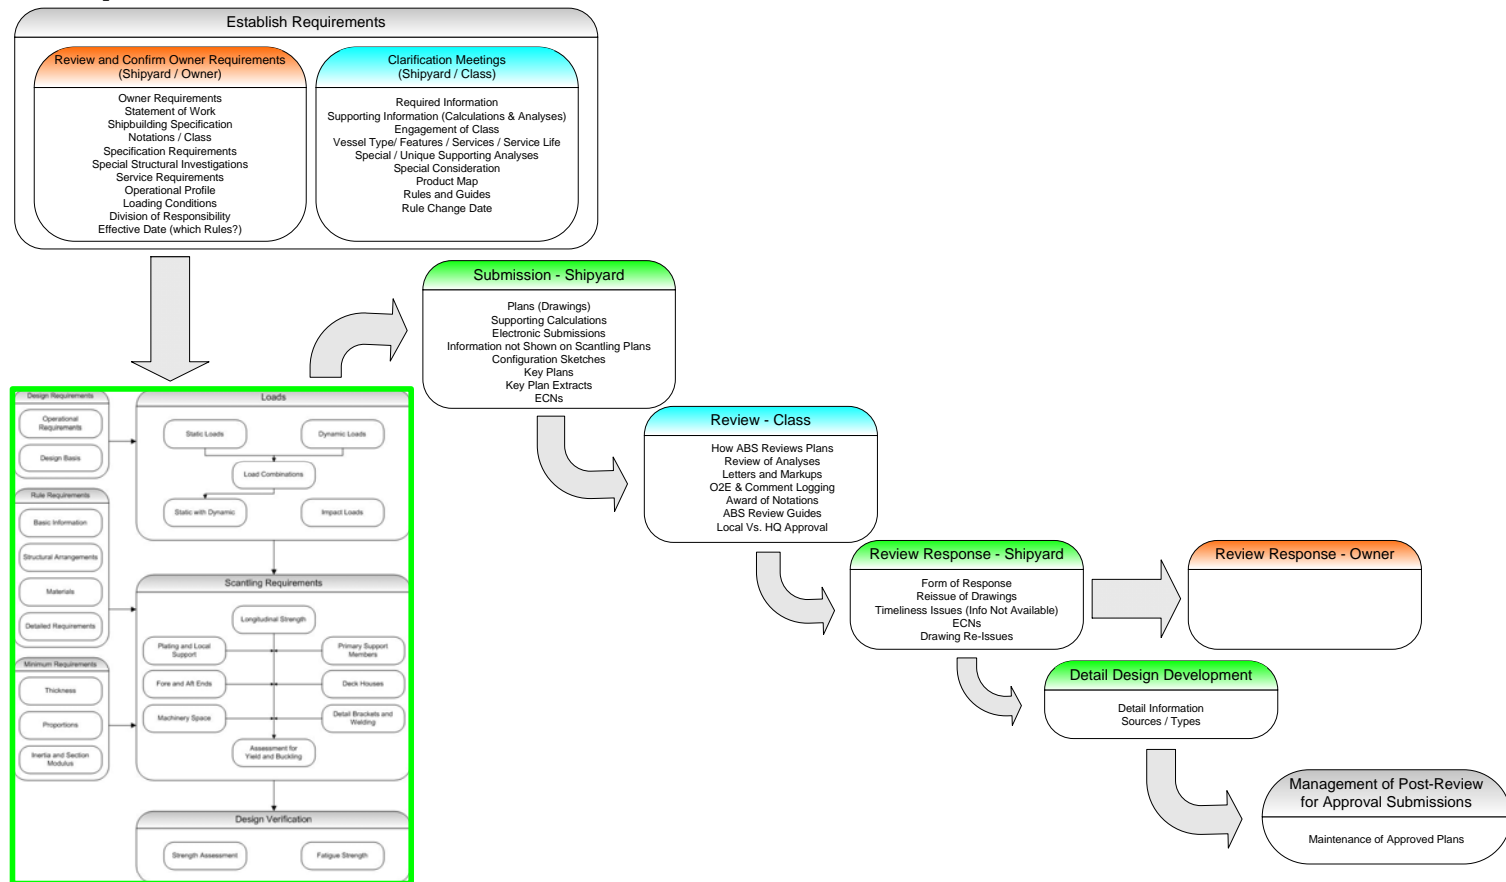 Establish Requirements
Review and Confirm Owner Requirements
(Shipyard / Owner)
Owner Requirements
Statement of Work
Shipbuilding Specification
Notations / Class
Specification Requirements
Special Structural Investigations
Service Requirements
Operational Profile
Loading Conditions
Division of Responsibility
Effective Date (which Rules?)
Clarification Meetings
(Shipyard / Class)
Required Information
Supporting Information (Calculations & Analyses)
Engagement of Class
Vessel Type/ Features / Services / Service Life
Special / Unique Supporting Analyses
Special Consideration
Product Map
Rules and Guides
Rule Change Date
Submission - Shipyard
Plans (Drawings)
Supporting Calculations
Electronic Submissions
Information not Shown on Scantling Plans
Configuration Sketches
Key Plans
Key Plan Extracts
ECNs
Design Requirements
Operational
Requirements
Design Basis
Rule Requirements
Basic Information
Structural Arrangements
Materials
Detailed Requirements
Minimum Requirements
Thickness
Proportions
Inertia and Section
Modulus
Loads
Static Loads
Dynamic Loads
Load Combinations
Static with Dynamic
Impact Loads
Scantling Requirements
Longitudinal Strength
Plating and Local
Support
Primary Support
Members
Fore and Aft Ends
Deck Houses
Machinery Space
Detail Brackets and
Welding
Assessment for
Yield and Buckling
Design Verification
Strength Assessment
Fatigue Strength
Review - Class
How ABS Reviews Plans
Review of Analyses
Letters and Markups
O2E & Comment Logging
Award of Notations
ABS Review Guides
Local Vs. HQ Approval
Review Response - Shipyard
Form of Response
Reissue of Drawings
Timeliness Issues (Info Not Available)
ECNs
Drawing Re-Issues
Review Response - Owner
Detail Design Development
Detail Information
Sources / Types
Management of Post-Review
for Approval Submissions
Maintenance of Approved Plans